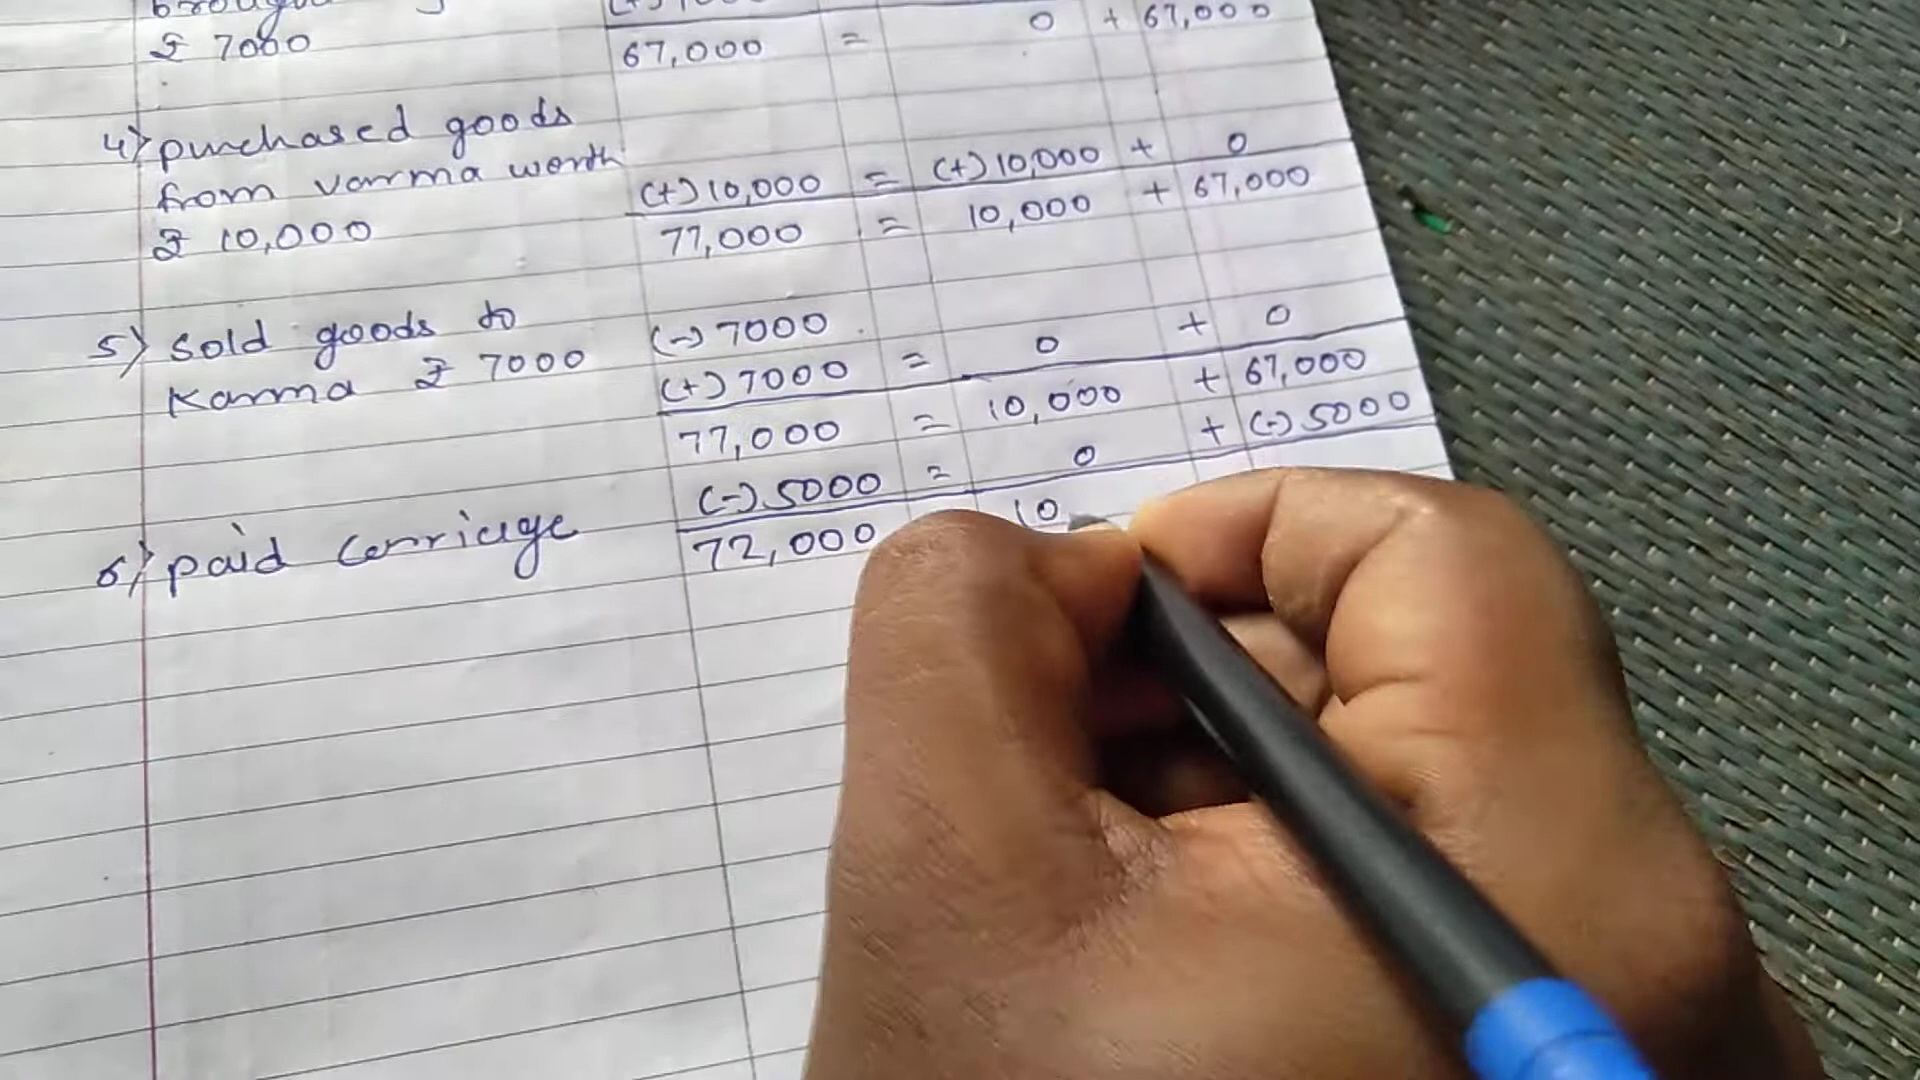 ₹ 7000 67,000 = 0 + 67,000
4) purchased goods
from varma worth (+) 10,000 = (+) 10,000 + 0
₹ 10,000 77,000 = 10,000 + 67,000
5) sold goods to (-) 7000
Karma ₹ 7000 (+) 7000 = 0 + 0
77,000 = 10,000 + 67,000
(-) 5000 = 0 + (-) 5000
6) paid carriage 72,000 10